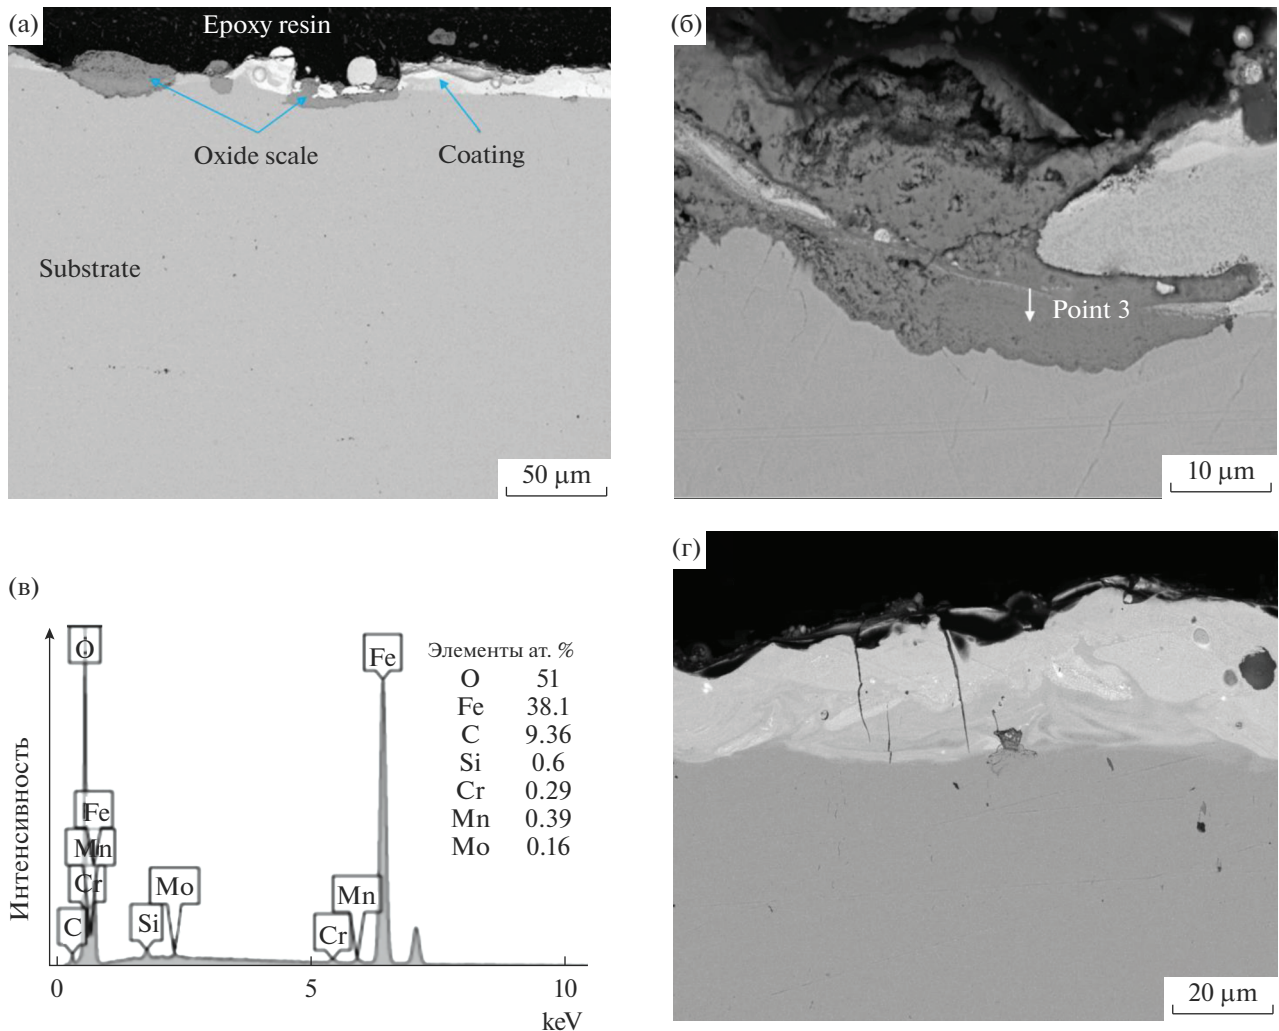 (а)
Epoxy resin
Oxide scale
Coating
Substrate
50 μm
(б)
Point 3
10 μm
(в)
Интенсивность
O
Fe
Mn
Cr
C
Si
Mo
Cr
Mn
Fe
Элементы ат. %
O 51
Fe 38.1
C 9.36
Si 0.6
Cr 0.29
Mn 0.39
Mo 0.16
0 5 10
keV
(г)
20 μm